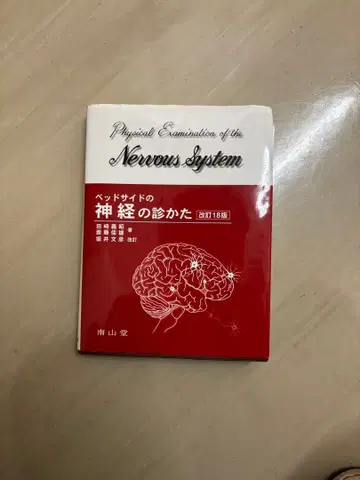 Physical Examination of the
Nervous System
ベッドサイドの
神経の診かた 改訂18版
田崎義昭
斎藤佳雄 著
坂井文彦 改訂
南山堂